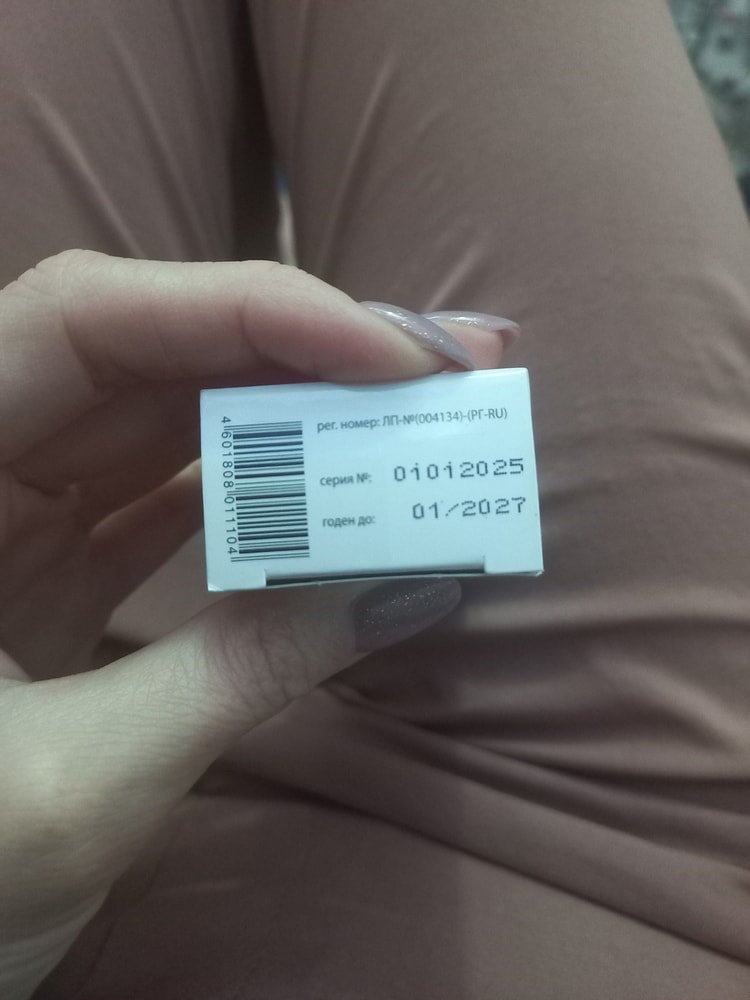 4 601808 011104
рег. номер: ЛП-№(004134)-(РГ-RU)
серия №: 01012025
годен до: 01/2027